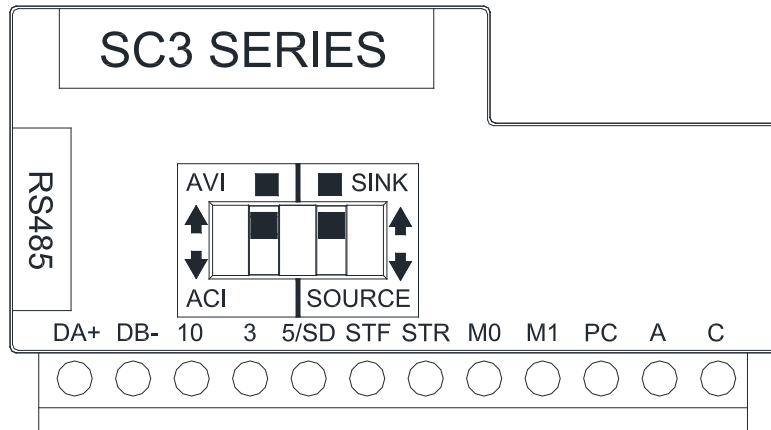 SC3 SERIES
RS485
AVI SINK
ACI SOURCE
DA+ DB- 10 3 5/SD STF STR M0 M1 PC A C